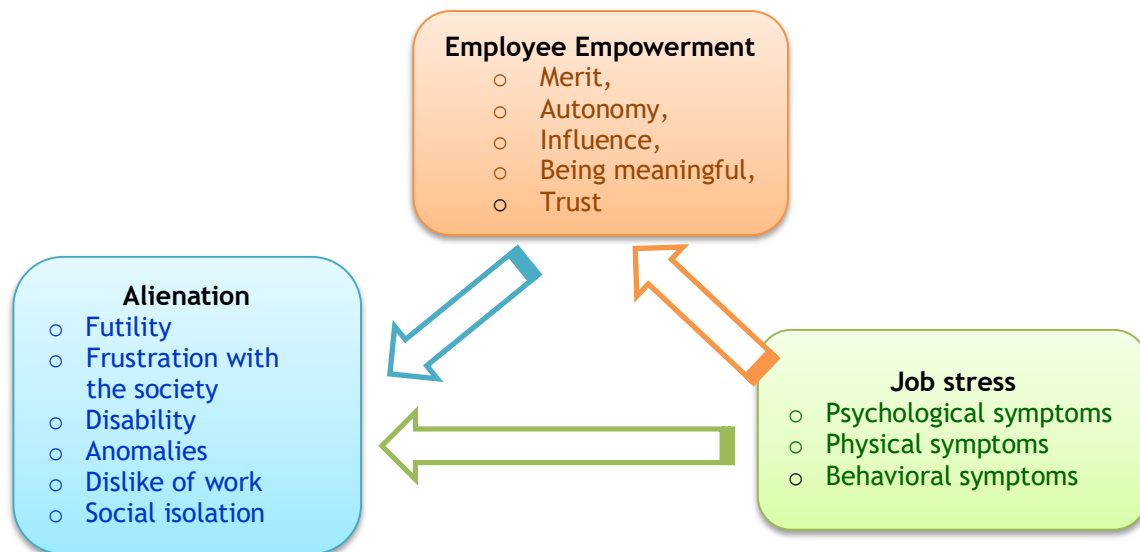 Employee Empowerment
o Merit,
o Autonomy,
o Influence,
o Being meaningful,
o Trust
Alienation
o Futility
o Frustration with
the society
o Disability
o Anomalies
o Dislike of work
o Social isolation
Job stress
o Psychological symptoms
o Physical symptoms
o Behavioral symptoms